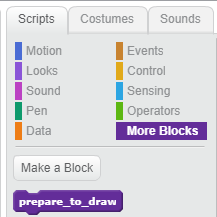 Scripts Costumes Sounds
Motion Events
Looks Control
Sound Sensing
Pen Operators
Data More Blocks
Make a Block
prepare_to_draw